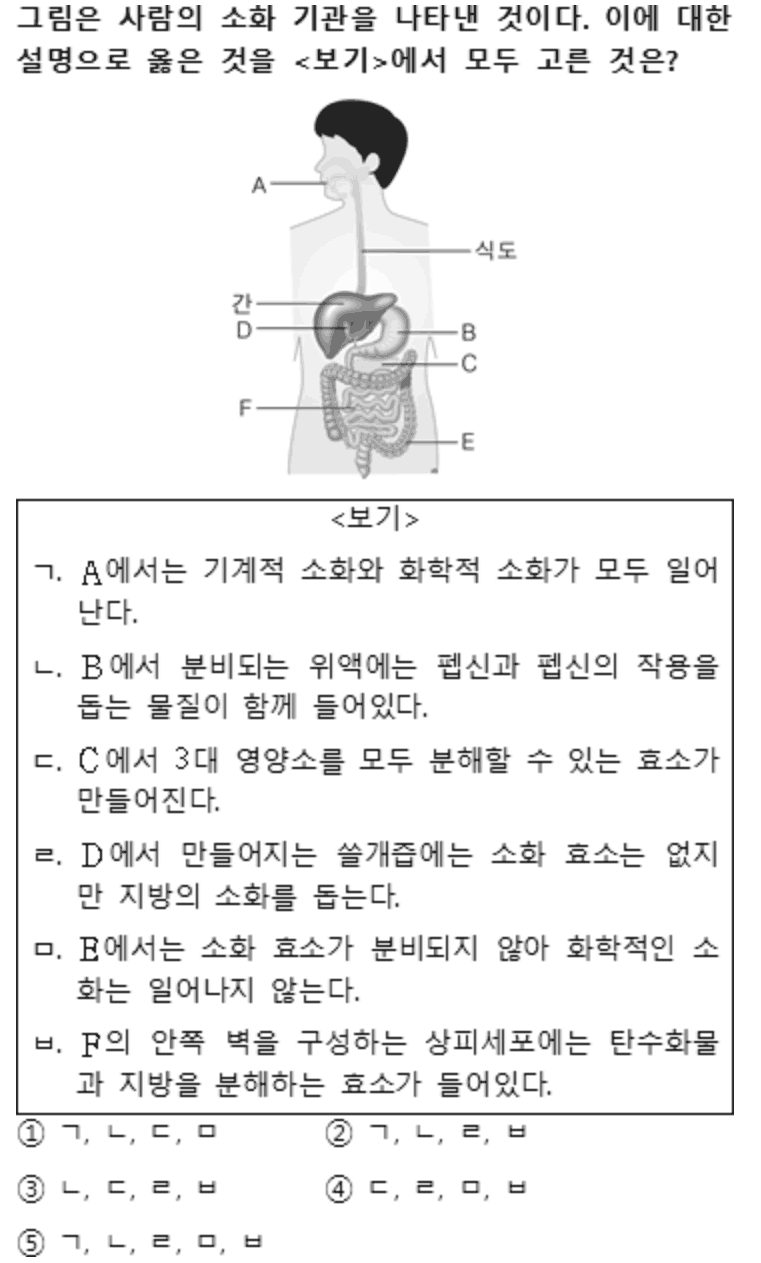 그림은 사람의 소화 기관을 나타낸 것이다. 이에 대한
설명으로 옳은 것을 <보기>에서 모두 고른 것은?
A
식도
간
D
B
C
F
E
<보기>
ㄱ. A에서는 기계적 소화와 화학적 소화가 모두 일어
난다.
ㄴ. B에서 분비되는 위액에는 펩신과 펩신의 작용을
돕는 물질이 함께 들어있다.
ㄷ. C에서 3대 영양소를 모두 분해할 수 있는 효소가
만들어진다.
ㄹ. D에서 만들어지는 쓸개즙에는 소화 효소는 없지
만 지방의 소화를 돕는다.
ㅁ. E에서는 소화 효소가 분비되지 않아 화학적인 소
화는 일어나지 않는다.
ㅂ. F의 안쪽 벽을 구성하는 상피세포에는 탄수화물
과 지방을 분해하는 효소가 들어있다.
① ㄱ, ㄴ, ㄷ, ㅁ ② ㄱ, ㄴ, ㄹ, ㅂ
③ ㄴ, ㄷ, ㄹ, ㅂ ④ ㄷ, ㄹ, ㅁ, ㅂ
⑤ ㄱ, ㄴ, ㄹ, ㅁ, ㅂ